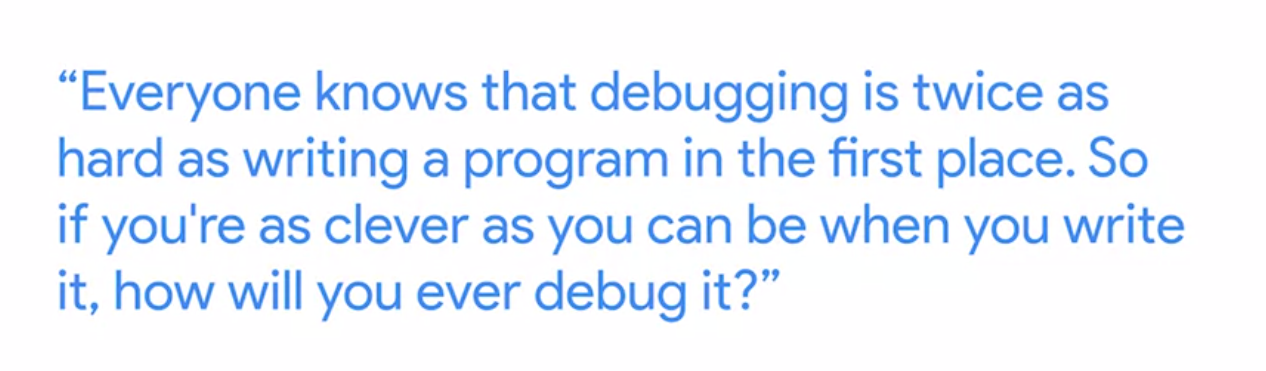 “Everyone knows that debugging is twice as
hard as writing a program in the first place. So
if you're as clever as you can be when you write
it, how will you ever debug it?”